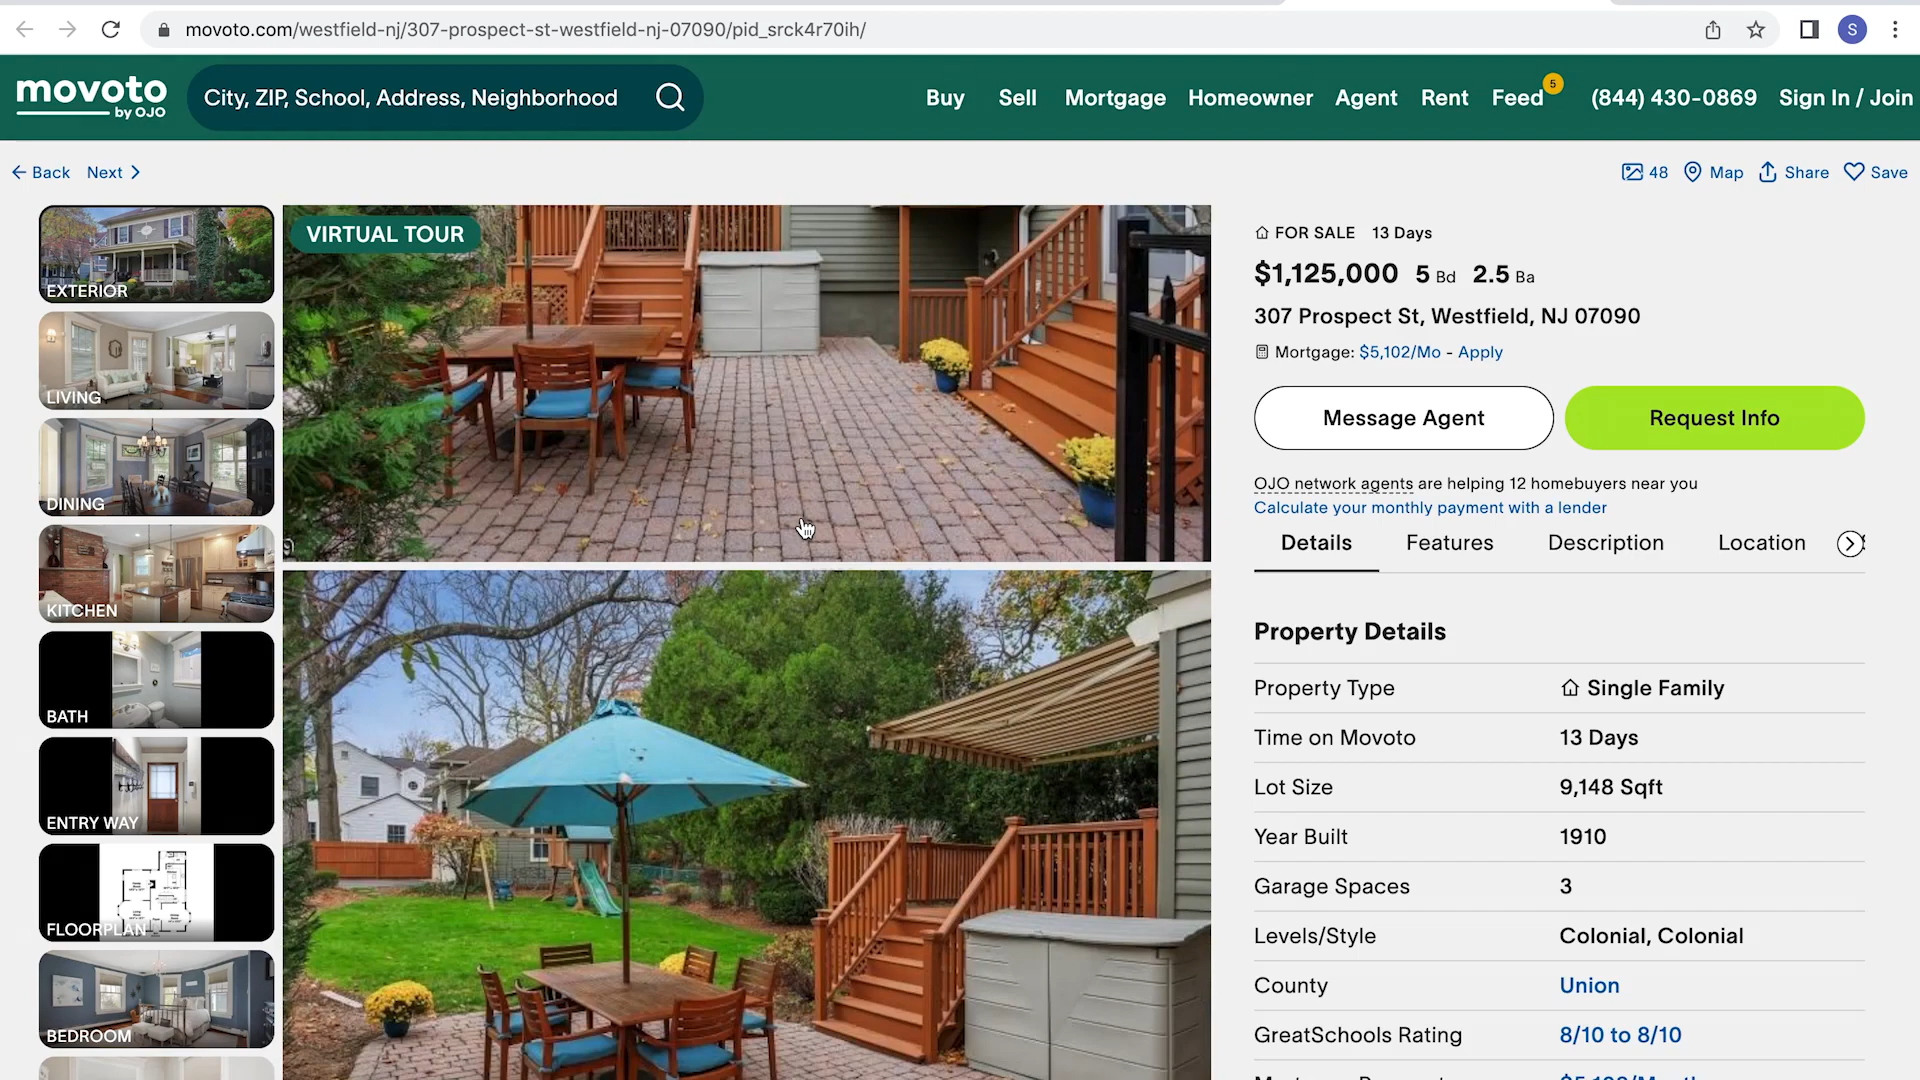 movoto.com/westfield-nj/307-prospect-st-westfield-nj-07090/pid_srck4r70ih/
S
movoto
by OJO
City, ZIP, School, Address, Neighborhood
Buy Sell Mortgage Homeowner Agent Rent Feed 5 (844) 430-0869 Sign In / Join
Back Next
48 Map Share Save
EXTERIOR
LIVING
DINING
KITCHEN
BATH
ENTRY WAY
FLOORPLAN
BEDROOM
VIRTUAL TOUR
FOR SALE 13 Days
$1,125,000 5 Bd 2.5 Ba
307 Prospect St, Westfield, NJ 07090
Mortgage: $5,102/Mo - Apply
Message Agent Request Info
OJO network agents are helping 12 homebuyers near you
Calculate your monthly payment with a lender
Details Features Description Location
Property Details
Property Type Single Family
Time on Movoto 13 Days
Lot Size 9,148 Sqft
Year Built 1910
Garage Spaces 3
Levels/Style Colonial, Colonial
County Union
GreatSchools Rating 8/10 to 8/10